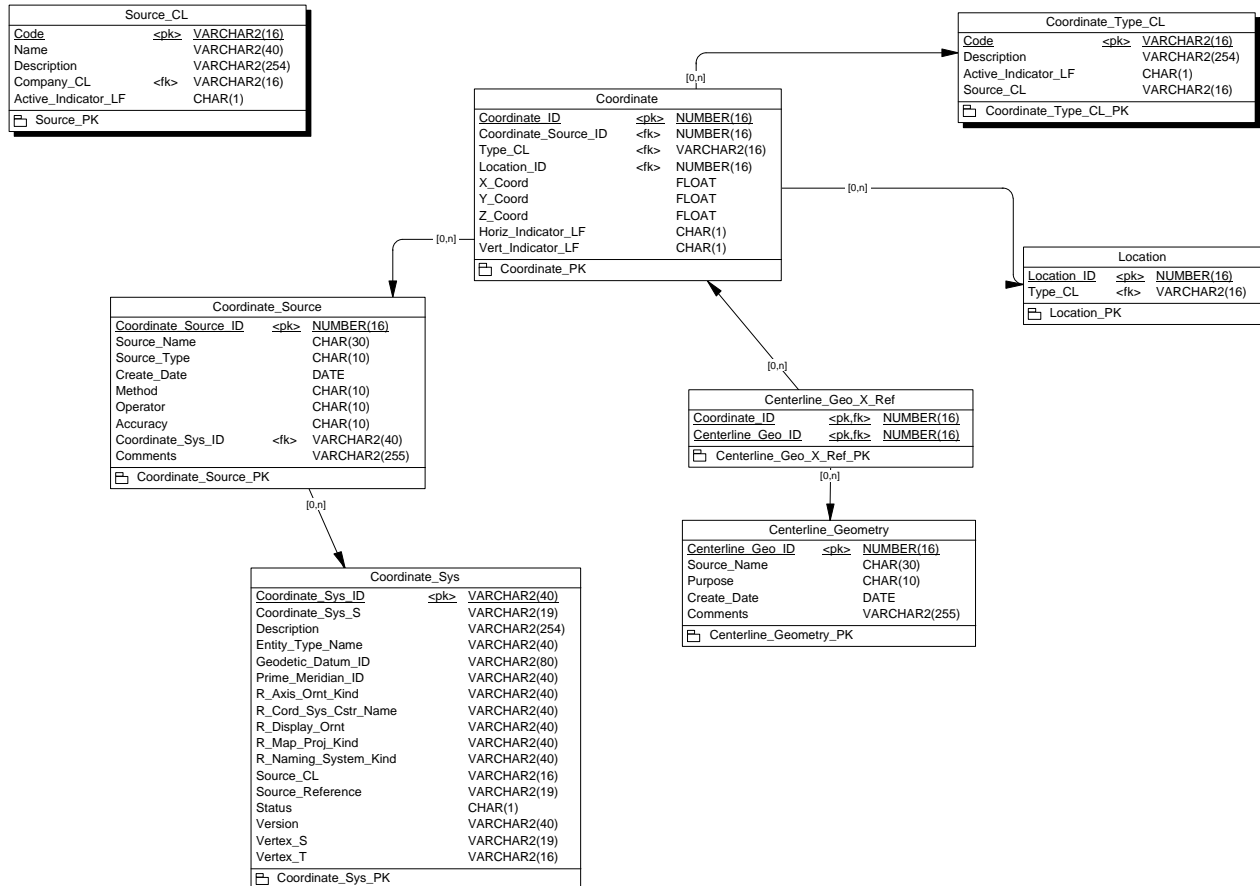 Source_CL
Code <pk> VARCHAR2(16)
Name VARCHAR2(40)
Description VARCHAR2(254)
Company_CL <fk> VARCHAR2(16)
Active_Indicator_LF CHAR(1)
Source_PK
Coordinate_Type_CL
Code <pk> VARCHAR2(16)
Description VARCHAR2(254)
Active_Indicator_LF CHAR(1)
Source_CL VARCHAR2(16)
Coordinate_Type_CL_PK
[0,n]
Coordinate
Coordinate_ID <pk> NUMBER(16)
Coordinate_Source_ID <fk> NUMBER(16)
Type_CL <fk> VARCHAR2(16)
Location_ID <fk> NUMBER(16)
X_Coord FLOAT
Y_Coord FLOAT
Z_Coord FLOAT
Horiz_Indicator_LF CHAR(1)
Vert_Indicator_LF CHAR(1)
Coordinate_PK
[0,n]
[0,n]
Location
Location_ID <pk> NUMBER(16)
Type_CL <fk> VARCHAR2(16)
Location_PK
Coordinate_Source
Coordinate_Source_ID <pk> NUMBER(16)
Source_Name CHAR(30)
Source_Type CHAR(10)
Create_Date DATE
Method CHAR(10)
Operator CHAR(10)
Accuracy CHAR(10)
Coordinate_Sys_ID <fk> VARCHAR2(40)
Comments VARCHAR2(255)
Coordinate_Source_PK
[0,n]
[0,n]
Centerline_Geo_X_Ref
Coordinate_ID <pk,fk> NUMBER(16)
Centerline_Geo_ID <pk,fk> NUMBER(16)
Centerline_Geo_X_Ref_PK
[0,n]
Centerline_Geometry
Centerline_Geo_ID <pk> NUMBER(16)
Source_Name CHAR(30)
Purpose CHAR(10)
Create_Date DATE
Comments VARCHAR2(255)
Centerline_Geometry_PK
Coordinate_Sys
Coordinate_Sys_ID <pk> VARCHAR2(40)
Coordinate_Sys_S VARCHAR2(19)
Description VARCHAR2(254)
Entity_Type_Name VARCHAR2(40)
Geodetic_Datum_ID VARCHAR2(80)
Prime_Meridian_ID VARCHAR2(40)
R_Axis_Ornt_Kind VARCHAR2(40)
R_Cord_Sys_Cstr_Name VARCHAR2(40)
R_Display_Ornt VARCHAR2(40)
R_Map_Proj_Kind VARCHAR2(40)
R_Naming_System_Kind VARCHAR2(40)
Source_CL VARCHAR2(16)
Source_Reference VARCHAR2(19)
Status CHAR(1)
Version VARCHAR2(40)
Vertex_S VARCHAR2(19)
Vertex_T VARCHAR2(16)
Coordinate_Sys_PK